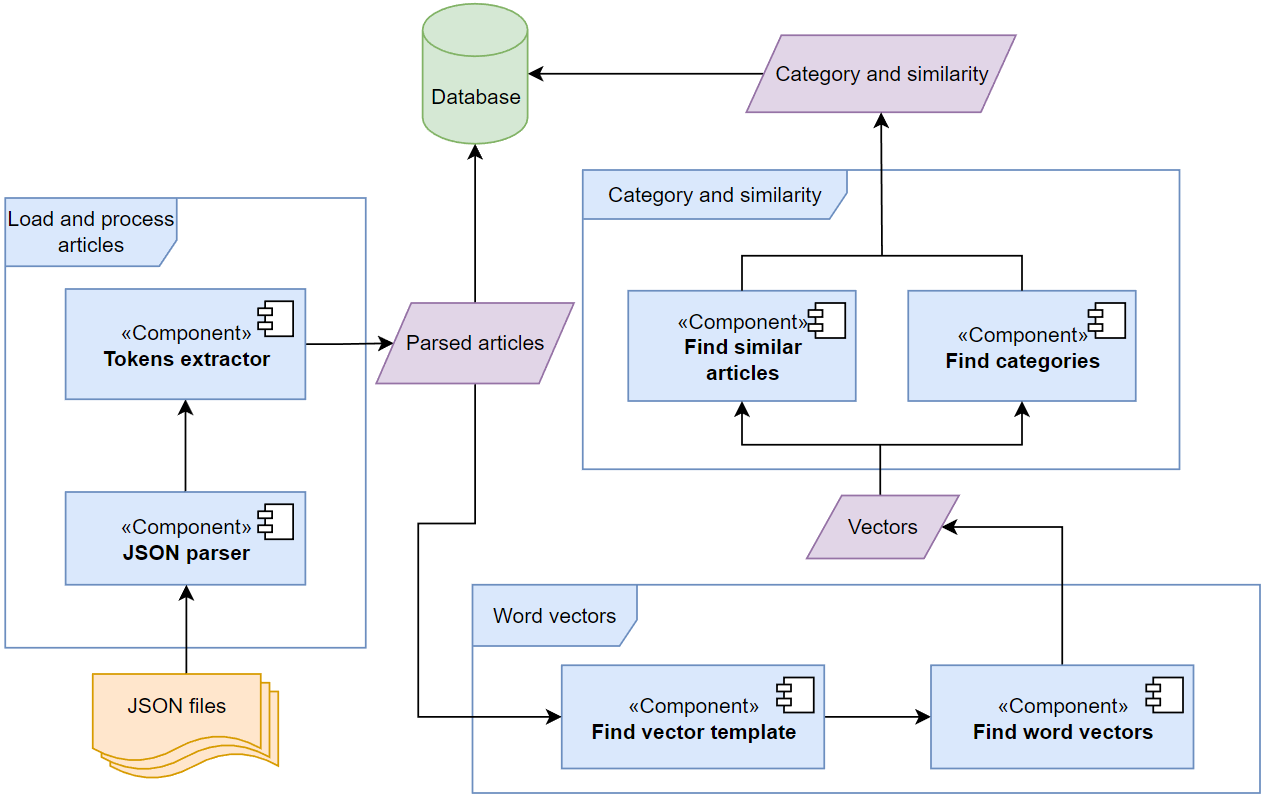 Database
Category and similarity
Load and process
articles
Category and similarity
«Component»
Tokens extractor
Parsed articles
«Component»
Find similar
articles
«Component»
Find categories
«Component»
JSON parser
Vectors
Word vectors
JSON files
«Component»
Find vector template
«Component»
Find word vectors